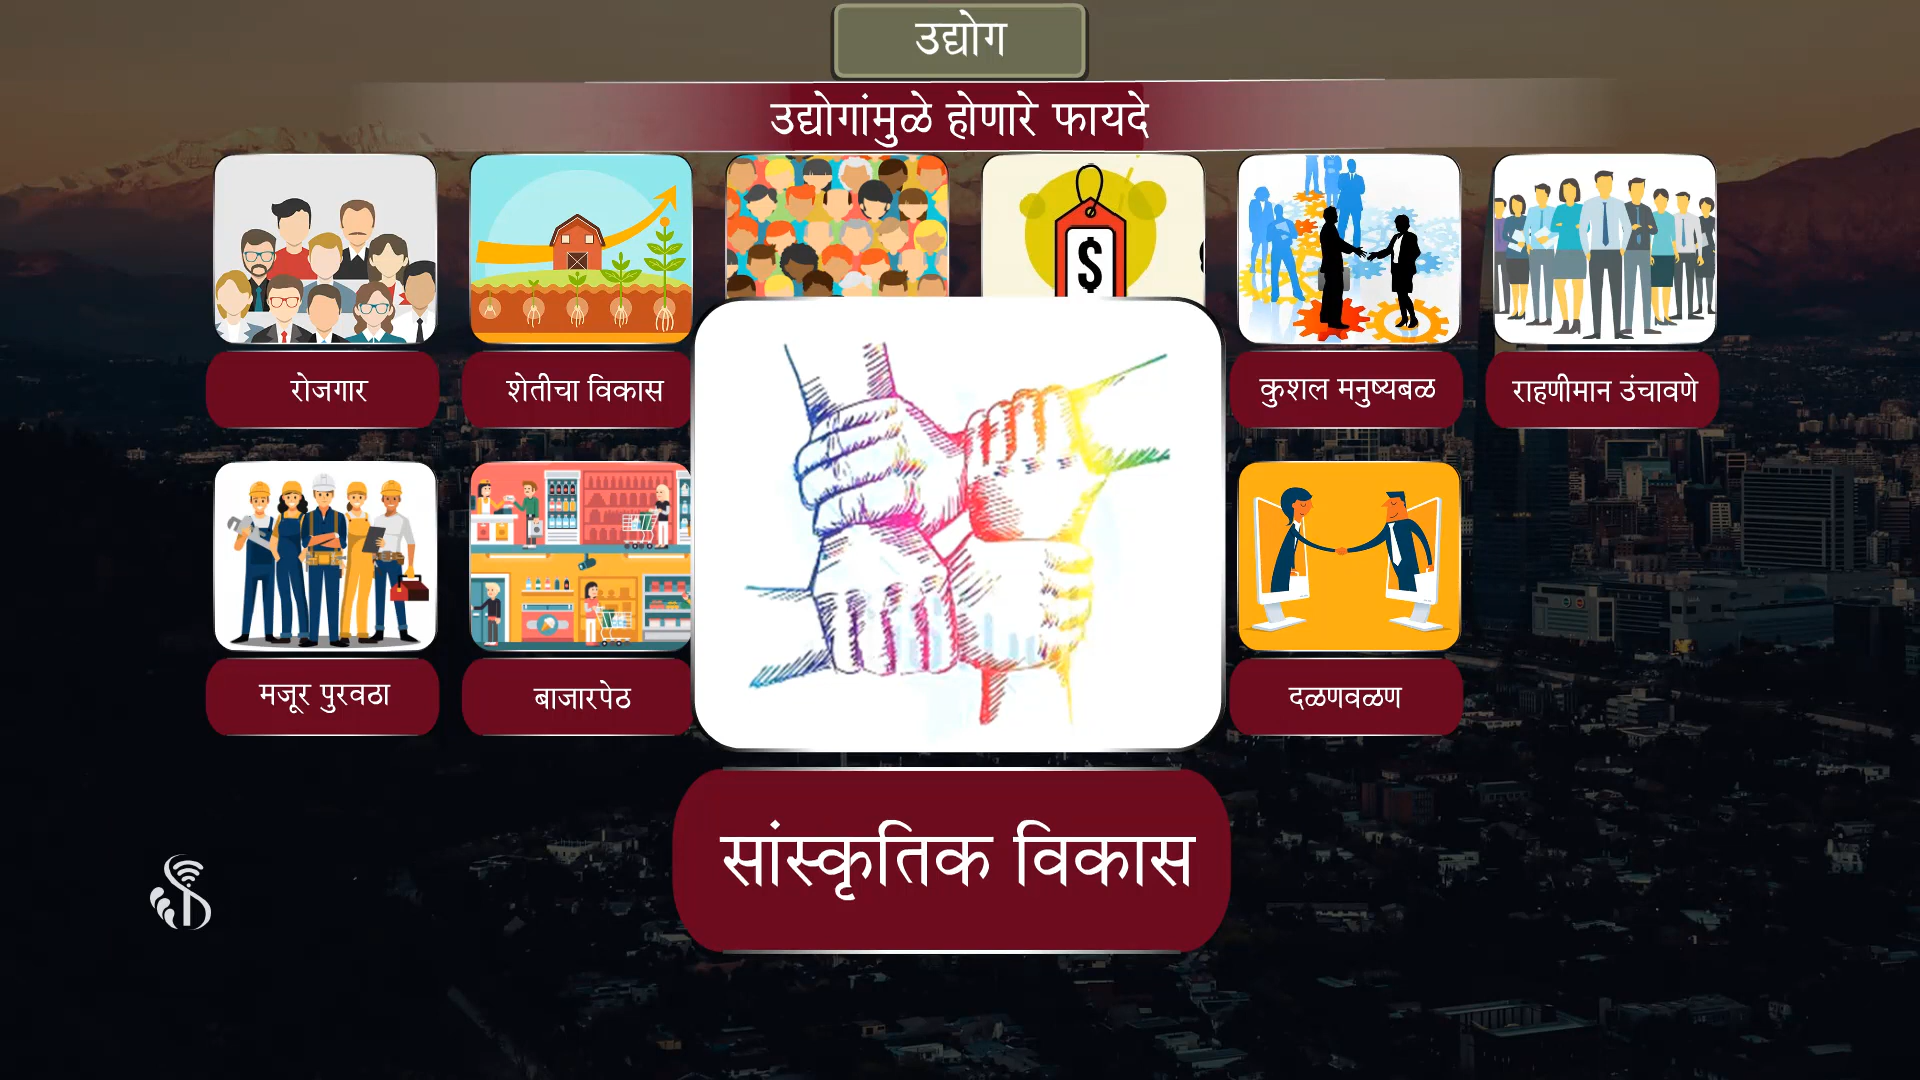 उद्योग
उद्योगांमुळे होणारे फायदे
$
रोजगार
शेतीचा विकास
कुशल मनुष्यबळ
राहणीमान उंचावणे
मजूर पुरवठा
बाजारपेठ
दळणवळण
सांस्कृतिक विकास